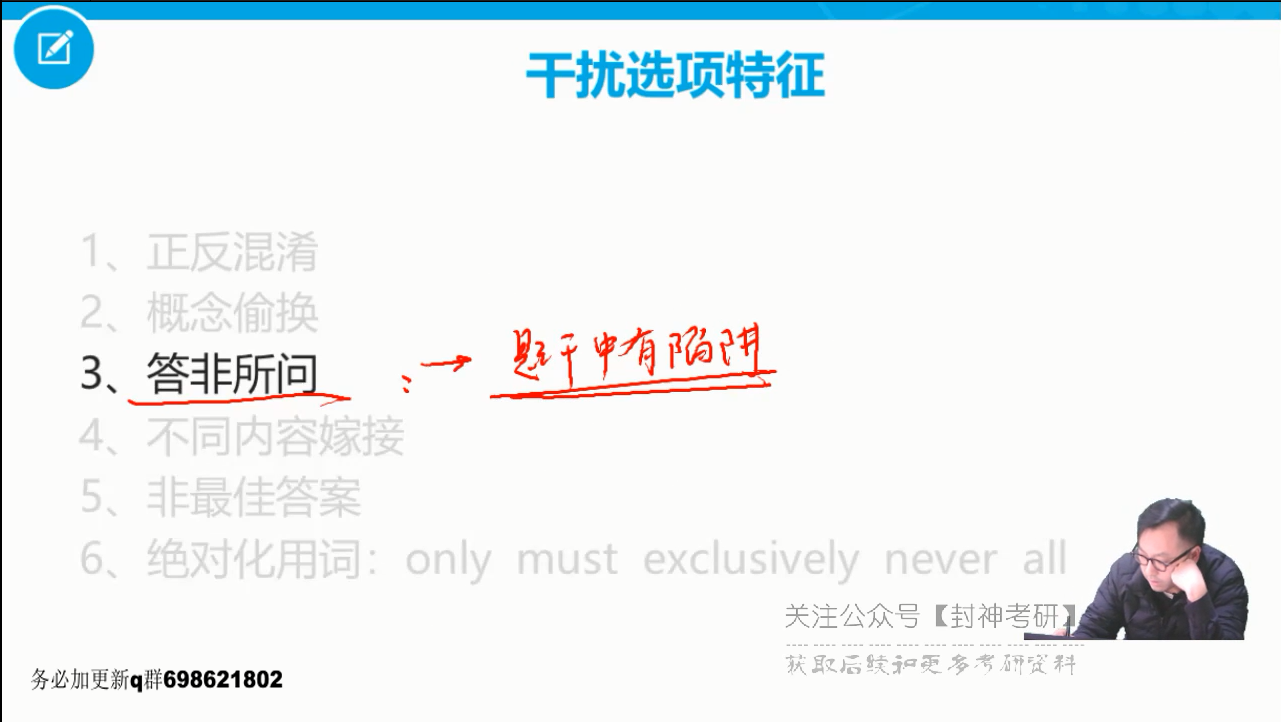 干扰选项特征
1、正反混淆
2、概念偷换
3、答非所问 : → 题干中有陷阱
4、不同内容嫁接
5、非最佳答案
6、绝对化用词：only must exclusively never all
关注公众号【封神考研】
获取后续和更多考研资料
务必加更新q群698621802